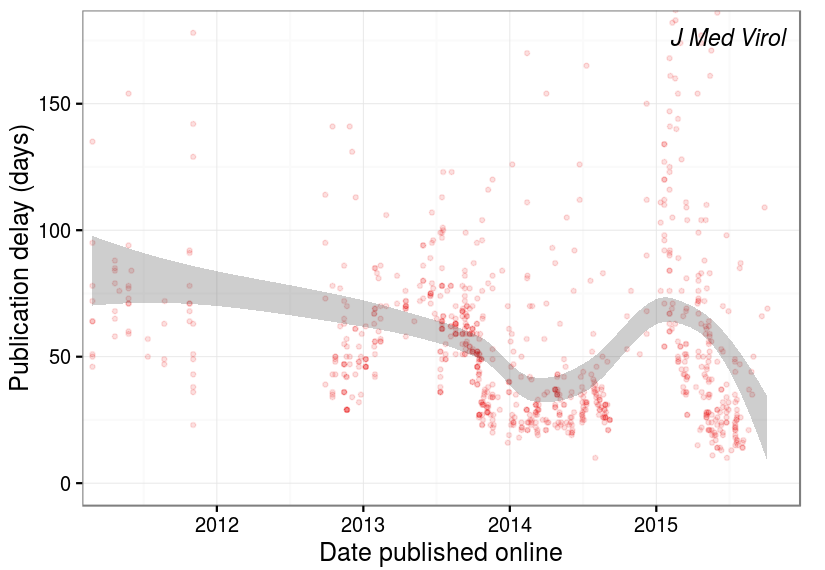 J Med Virol
Publication delay (days)
150
100
50
0
2012 2013 2014 2015
Date published online